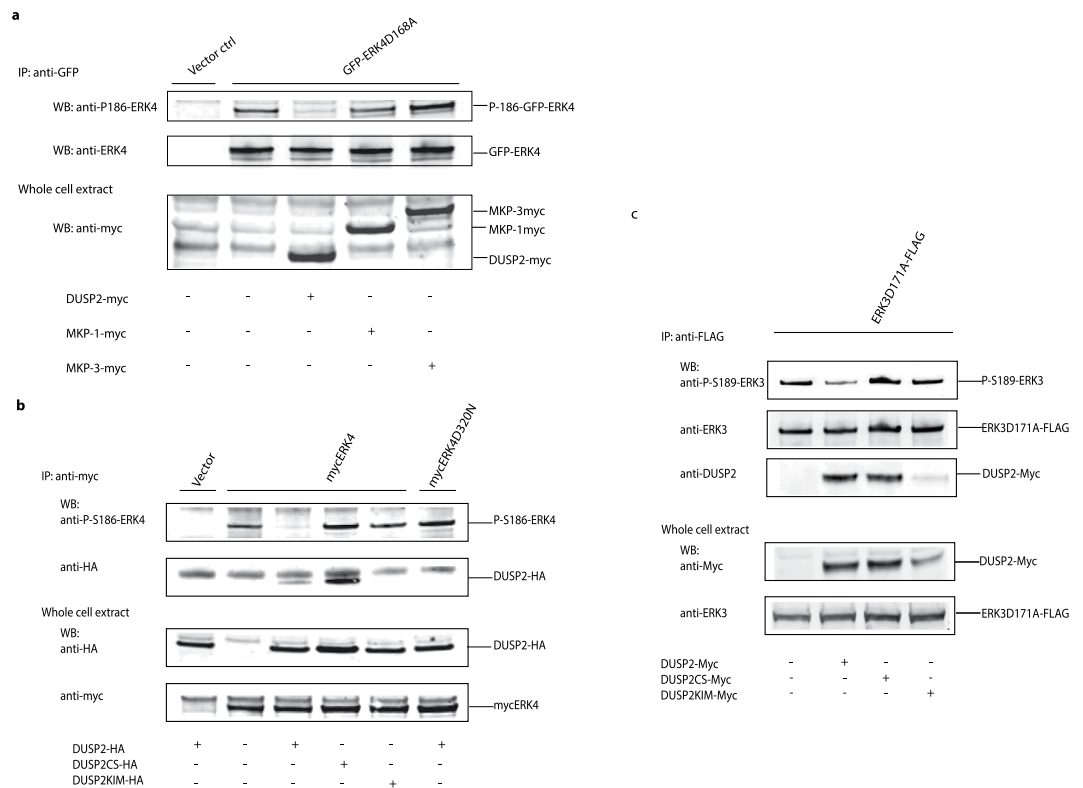 a
Vector ctrl
GFP-ERK4D168A
IP: anti-GFP
WB: anti-P186-ERK4
P-186-GFP-ERK4
WB: anti-ERK4
GFP-ERK4
Whole cell extract
WB: anti-myc
MKP-3myc
MKP-1myc
DUSP2-myc
DUSP2-myc - - + - -
MKP-1-myc - - - + -
MKP-3-myc - - - - +
b
Vector
mycERK4
mycERK4D320N
IP: anti-myc
WB:
anti-P-S186-ERK4
P-S186-ERK4
anti-HA
DUSP2-HA
Whole cell extract
WB:
anti-HA
DUSP2-HA
anti-myc
mycERK4
DUSP2-HA + - + - - +
DUSP2CS-HA - - - + - -
DUSP2KIM-HA - - - - + -
c
ERK3D171A-FLAG
IP: anti-FLAG
WB:
anti-P-S189-ERK3
P-S189-ERK3
anti-ERK3
ERK3D171A-FLAG
anti-DUSP2
DUSP2-Myc
Whole cell extract
WB:
anti-Myc
DUSP2-Myc
anti-ERK3
ERK3D171A-FLAG
DUSP2-Myc - + - -
DUSP2CS-Myc - - + -
DUSP2KIM-Myc - - - +